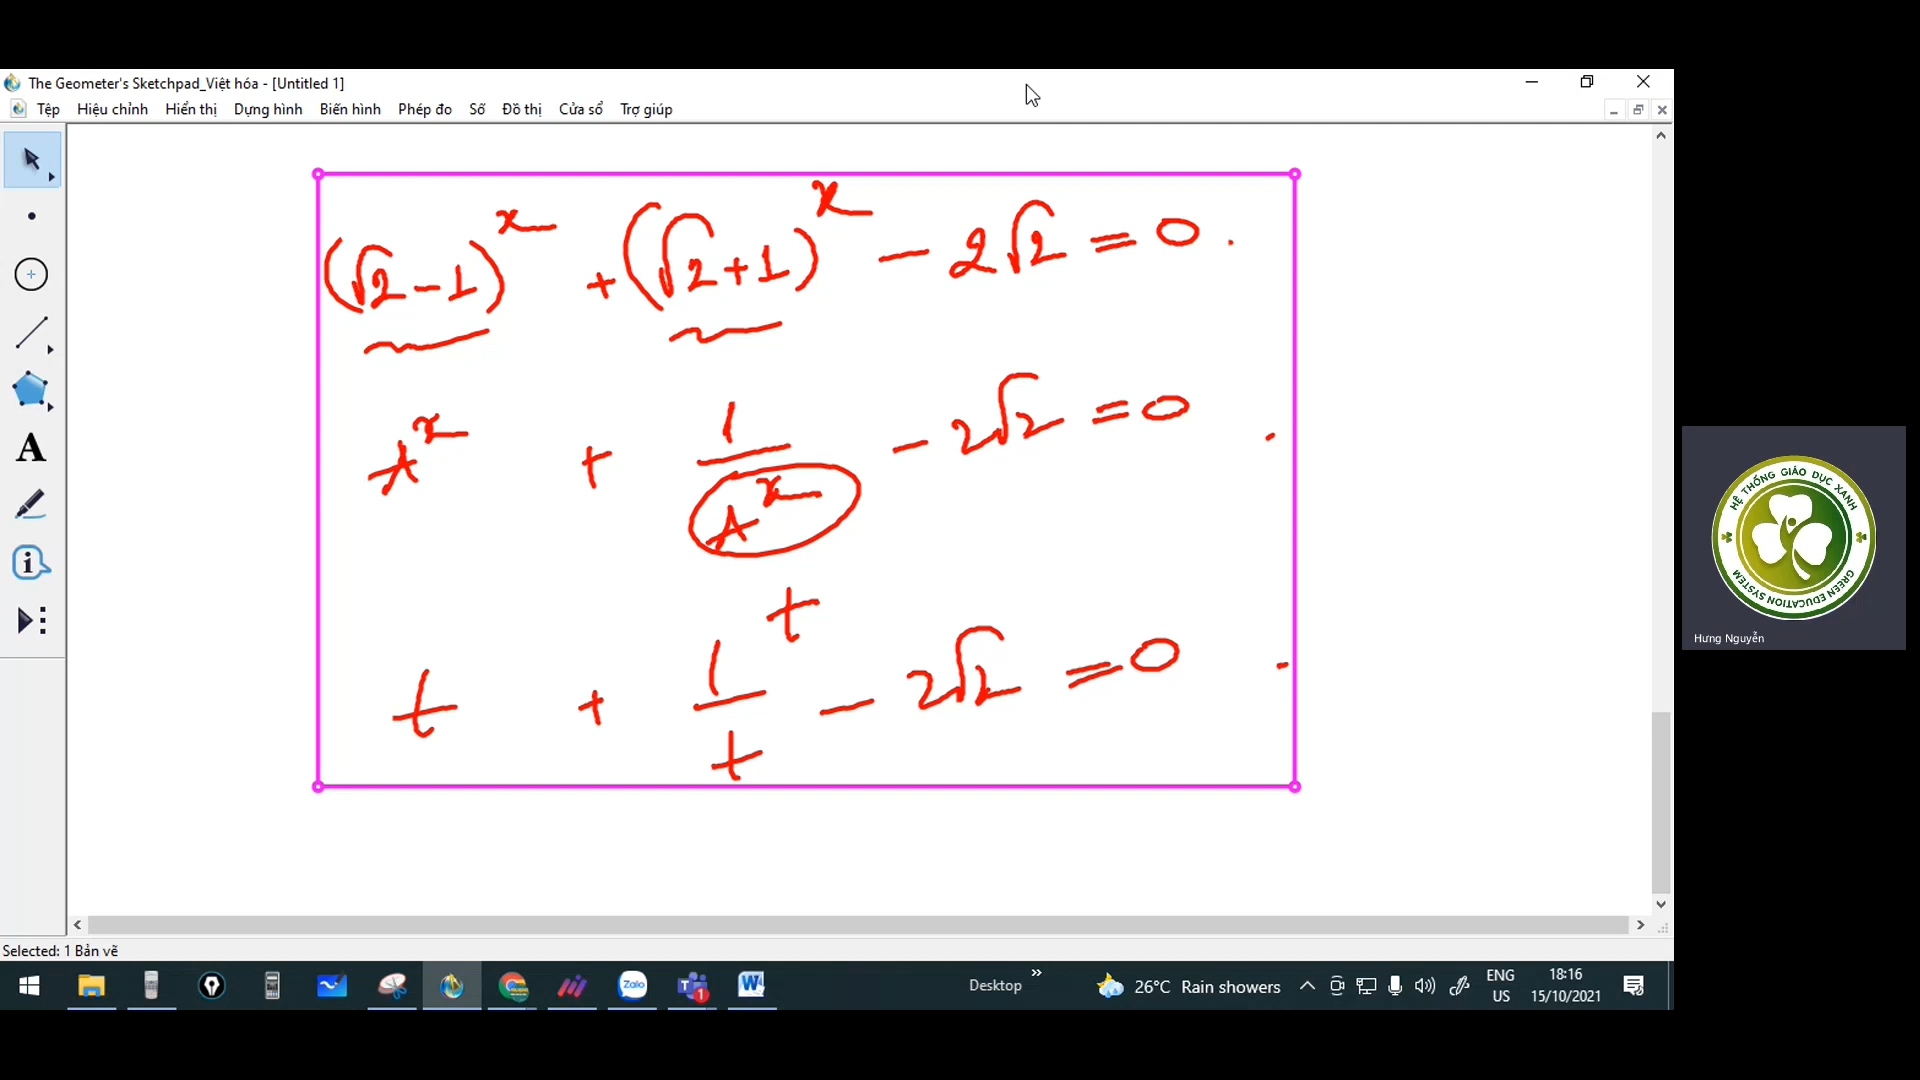 The Geometer's Sketchpad_Việt hóa - [Untitled 1]
Tệp Hiệu chỉnh Hiển thị Dựng hình Biến hình Phép đo Số Đồ thị Cửa sổ Trợ giúp
(√2 - 1)^x + (√2 + 1)^x - 2√2 = 0.
A^x + 1/A^x - 2√2 = 0.
t
t + 1/t - 2√2 = 0.
A
HỆ THỐNG GIÁO DỤC XANH
GREEN EDUCATION SYSTEM
Hưng Nguyễn
Selected: 1 Bản vẽ
Zalo
1
W
Desktop
26°C Rain showers
ENG
US
18:16
15/10/2021